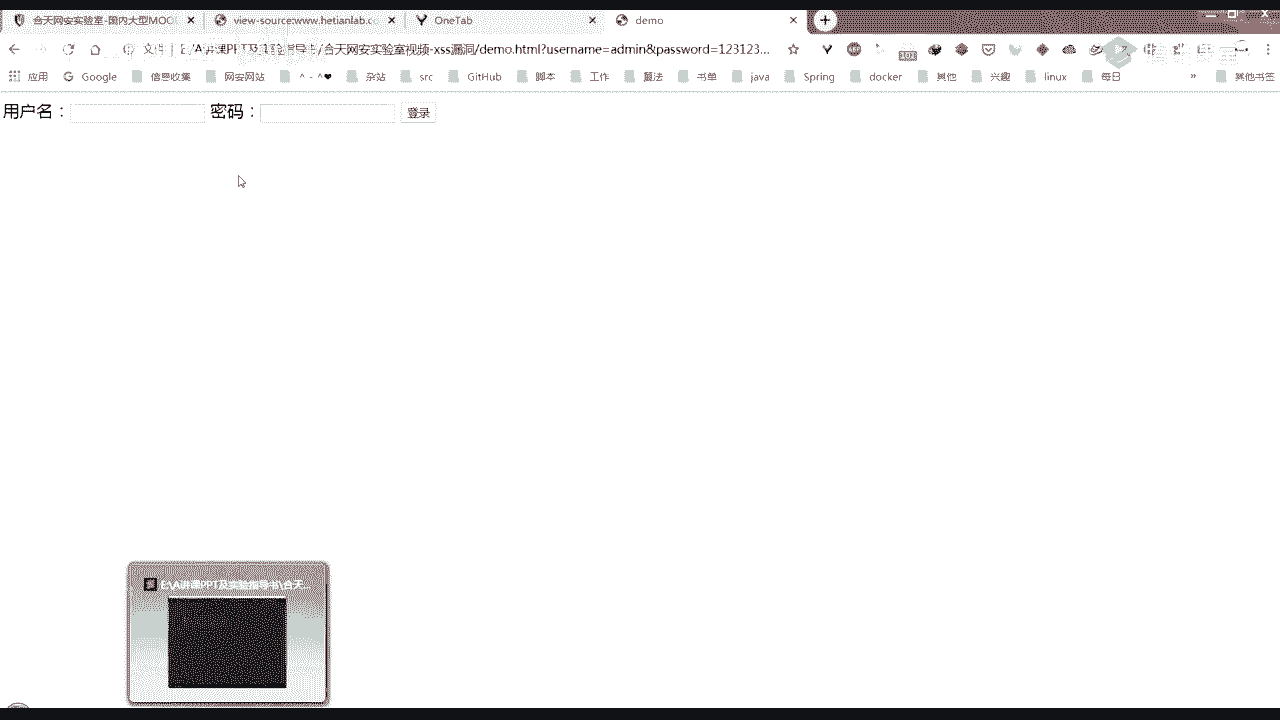 合天网安实验室-国内大型MOO
view-source:www.hetianlab.c
OneTab
demo
文件 | E:\A讲课PPT及实验指导书/合天网安实验室视频-xss漏洞/demo.html?username=admin&password=123123...
应用
Google
信息收集
网安网站
^ - ^❤
杂站
src
GitHub
脚本
工作
算法
书单
java
Spring
docker
其他
兴趣
linux
每日
»
其他书签
用户名：
密码：
登录
E:\A讲课PPT及实验指导书\合天...